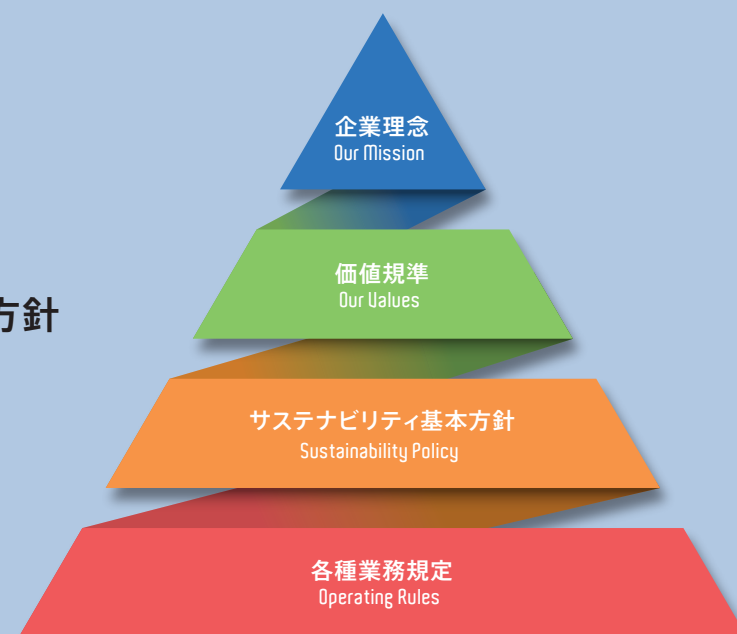 企業理念
Our Mission
価値規準
Our Values
方針
サステナビリティ基本方針
Sustainability Policy
各種業務規定
Operating Rules